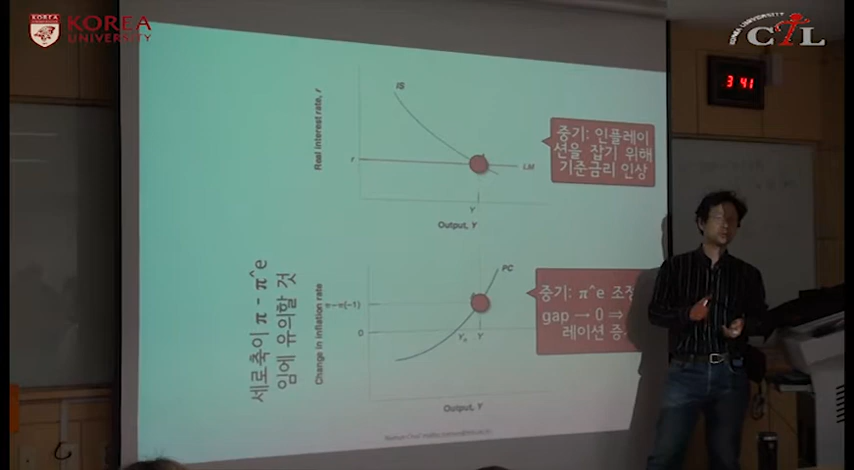 KOREA
UNIVERSITY
KOREA UNIVERSITY
CTL
3 41
IS
Real interest rate, r
r
LM
Y
Output, Y
중기: 인플레이
션을 잡기 위해
기준금리 인상
세로축이 π - π^e
임에 유의할 것
Change in inflation rate
π — π(−1)
0
PC
Yn Y
Output, Y
중기: π^e 조정
gap → 0 ⇒
레이션 증